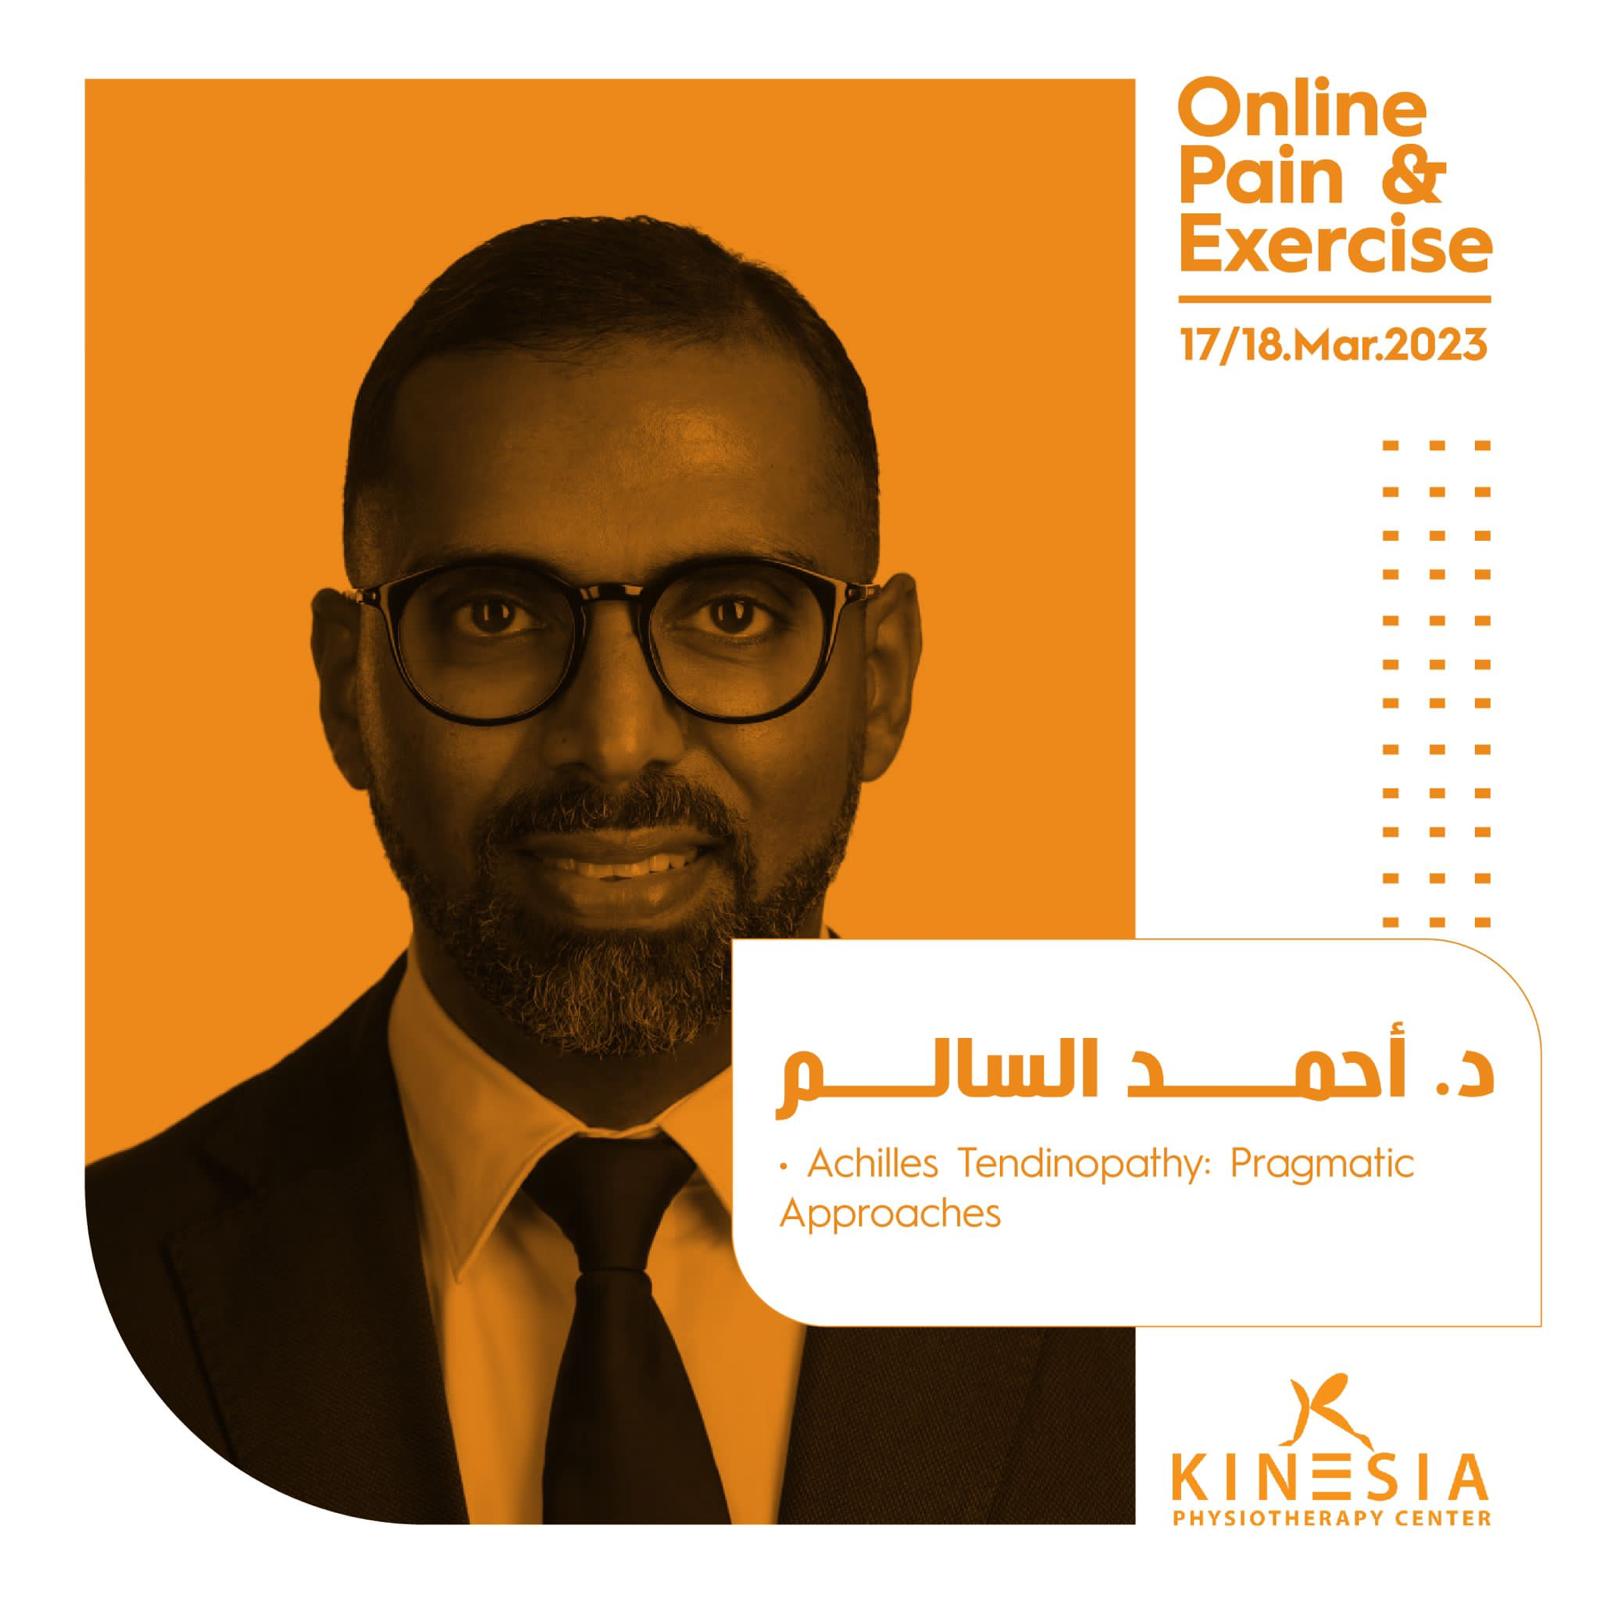 Online
Pain &
Exercise
17/18.Mar.2023
د. أحمـــد السالـــم
• Achilles Tendinopathy: Pragmatic
Approaches
KINESIA
PHYSIOTHERAPY CENTER